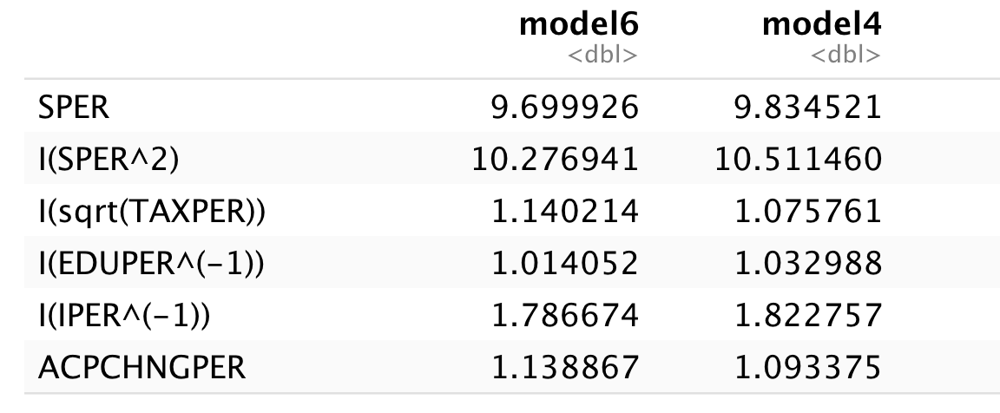 model6 model4
<dbl> <dbl>
SPER 9.699926 9.834521
I(SPER^2) 10.276941 10.511460
I(sqrt(TAXPER)) 1.140214 1.075761
I(EDUPER^(-1)) 1.014052 1.032988
I(IPER^(-1)) 1.786674 1.822757
ACPCHNGPER 1.138867 1.093375